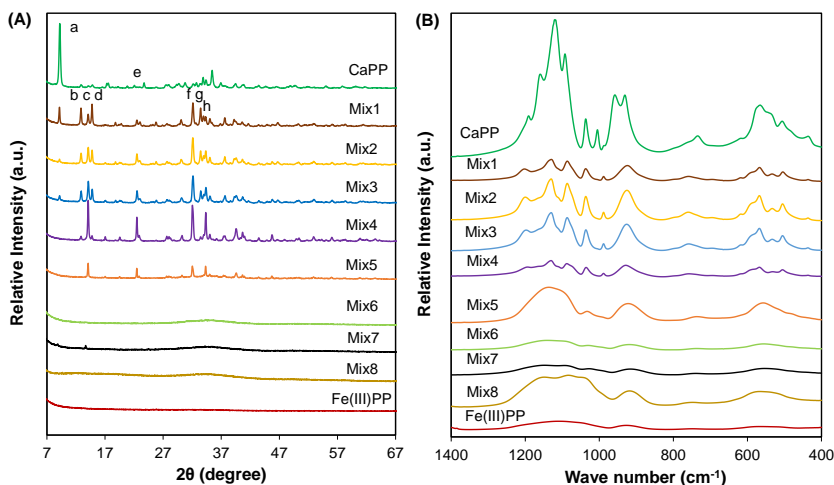 (A)
a
e
CaPP
b c d
f g
h
Mix1
Mix2
Mix3
Mix4
Mix5
Mix6
Mix7
Mix8
Fe(III)PP
Relative Intensity (a.u.)
7 17 27 37 47 57 67
2θ (degree)
(B)
CaPP
Mix1
Mix2
Mix3
Mix4
Mix5
Mix6
Mix7
Mix8
Fe(III)PP
Relative Intensity (a.u.)
1400 1200 1000 800 600 400
Wave number (cm⁻¹)